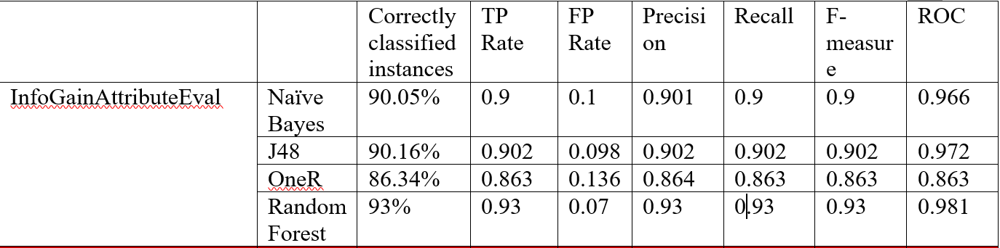 Correctly classified instances TP Rate FP Rate Precision Recall F-measure ROC
InfoGainAttributeEval Naïve Bayes 90.05% 0.9 0.1 0.901 0.9 0.9 0.966
J48 90.16% 0.902 0.098 0.902 0.902 0.902 0.972
OneR 86.34% 0.863 0.136 0.864 0.863 0.863 0.863
Random Forest 93% 0.93 0.07 0.93 0.93 0.93 0.981